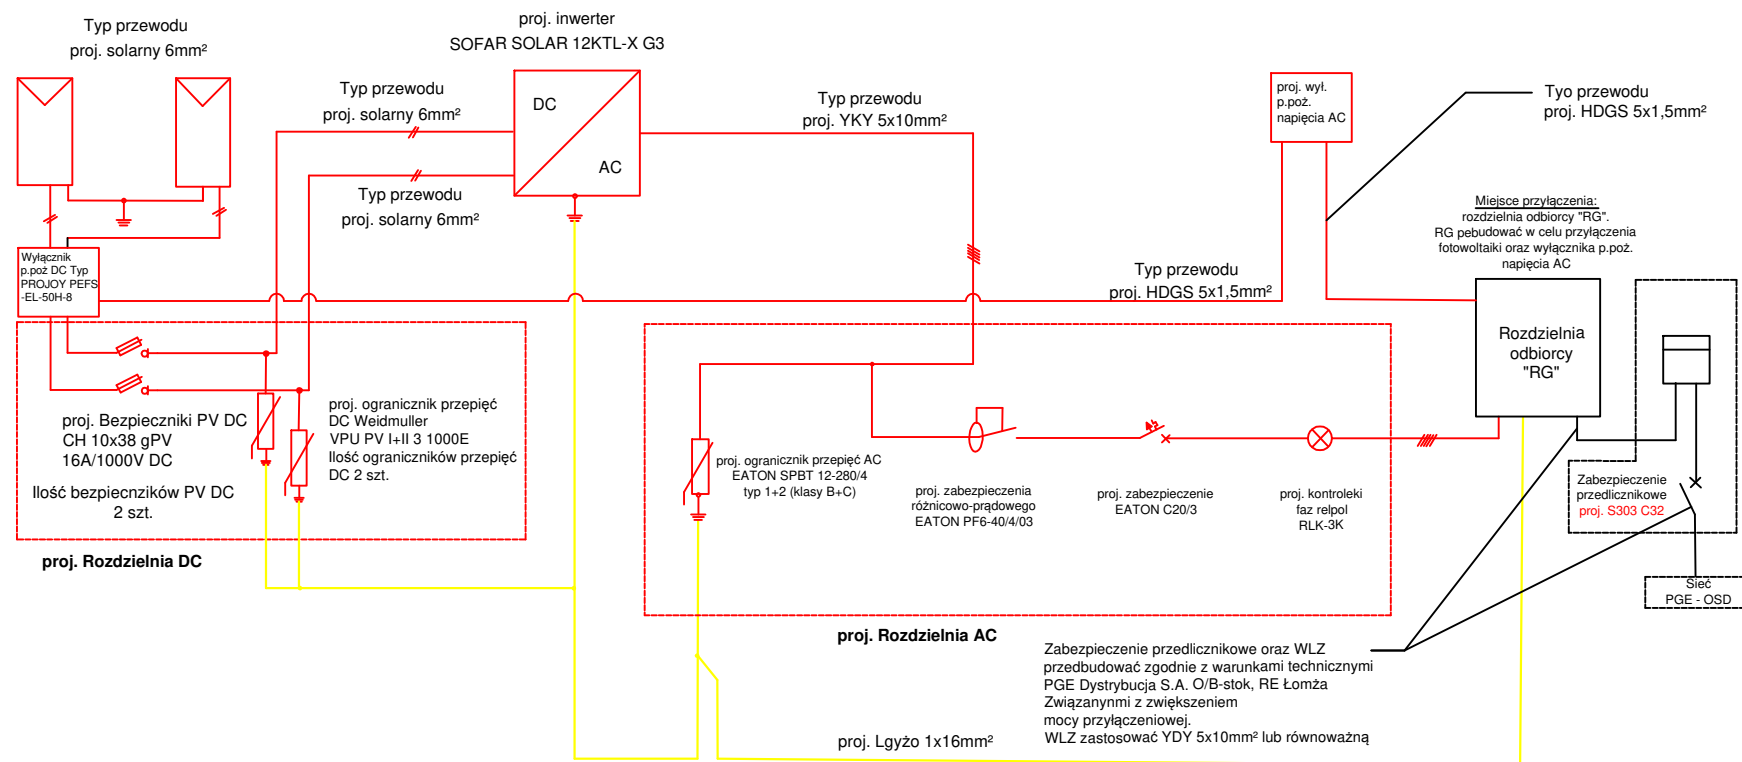 Typ przewodu
proj. solarny 6mm²
proj. inwerter
SOFAR SOLAR 12KTL-X G3
DC
AC
Typ przewodu
proj. solarny 6mm²
Typ przewodu
proj. solarny 6mm²
Typ przewodu
proj. YKY 5x10mm²
proj. wył.
p.poż.
napięcia AC
Tyo przewodu
proj. HDGS 5x1,5mm²
Miejsce przyłączenia:
rozdzielnia odbiorcy "RG".
RG pebudować w celu przyłączenia
fotowoltaiki oraz wyłącznika p.poż.
napięcia AC
Wyłącznik
p.poż DC Typ
PROJOY PEFS
-EL-50H-8
Typ przewodu
proj. HDGS 5x1,5mm²
Rozdzielnia
odbiorcy
"RG"
proj. Bezpieczniki PV DC
CH 10x38 gPV
16A/1000V DC
Ilość bezpiecnzików PV DC
2 szt.
proj. ogranicznik przepięć
DC Weidmuller
VPU PV I+II 3 1000E
Ilość ograniczników przepięć
DC 2 szt.
proj. Rozdzielnia DC
proj. ogranicznik przepięć AC
EATON SPBT 12-280/4
typ 1+2 (klasy B+C)
proj. zabezpieczenia
różnicowo-prądowego
EATON PF6-40/4/03
proj. zabezpieczenie
EATON C20/3
proj. kontroleki
faz relpol
RLK-3K
proj. Rozdzielnia AC
Zabezpieczenie
przedlicznikowe
proj. S303 C32
Sieć
PGE - OSD
Zabezpieczenie przedlicznikowe oraz WLZ
przedbudować zgodnie z warunkami technicznymi
PGE Dystrybucja S.A. O/B-stok, RE Łomża
Związanynmi z zwiększeniem
mocy przyłączeniowej.
WLZ zastosować YDY 5x10mm² lub równoważną
proj. Lgyżo 1x16mm²